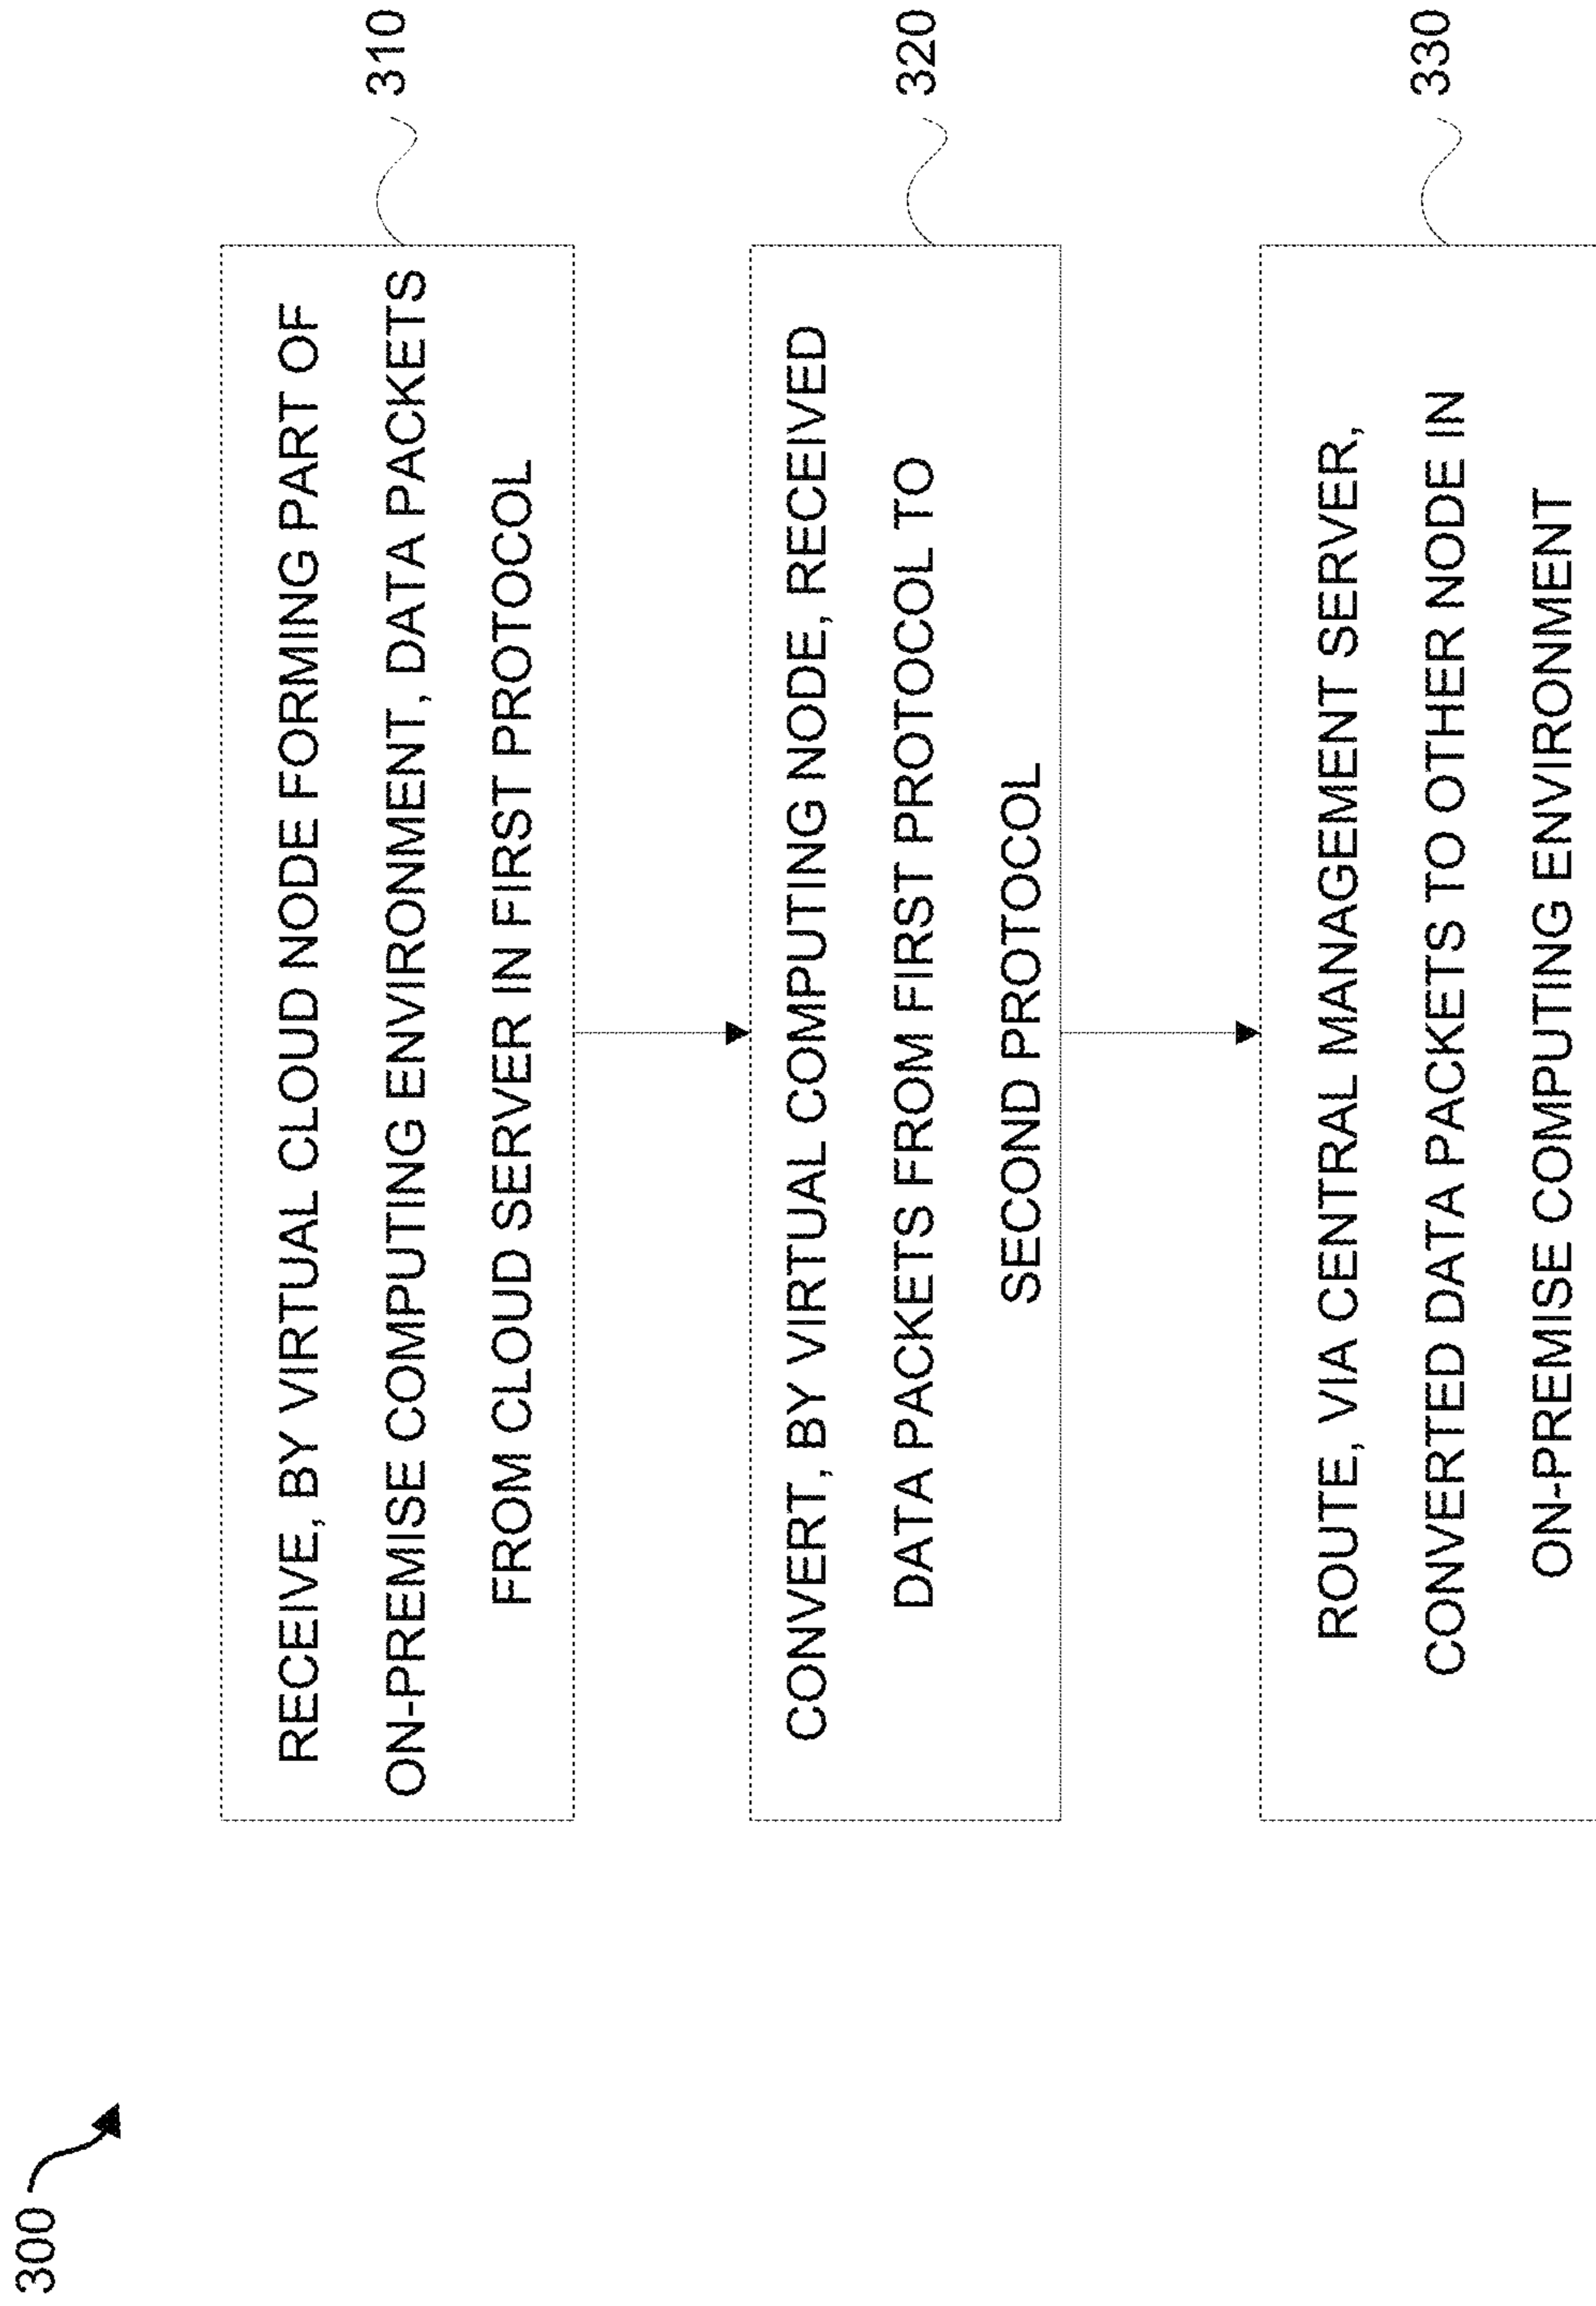 300
RECEIVE, BY VIRTUAL CLOUD NODE FORMING PART OF
ON-PREMISE COMPUTING ENVIRONMENT, DATA PACKETS
FROM CLOUD SERVER IN FIRST PROTOCOL
310
CONVERT, BY VIRTUAL COMPUTING NODE, RECEIVED
DATA PACKETS FROM FIRST PROTOCOL TO
SECOND PROTOCOL
320
ROUTE, VIA CENTRAL MANAGEMENT SERVER,
CONVERTED DATA PACKETS TO OTHER NODE IN
ON-PREMISE COMPUTING ENVIRONMENT
330